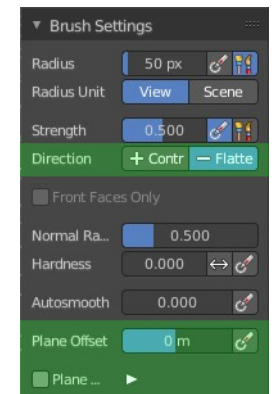 ▼ Brush Settings
Radius 50 px
Radius Unit View Scene
Strength 0.500
Direction + Contr − Flatte
Front Faces Only
Normal Ra... 0.500
Hardness 0.000
Autosmooth 0.000
Plane Offset 0 m
Plane ...